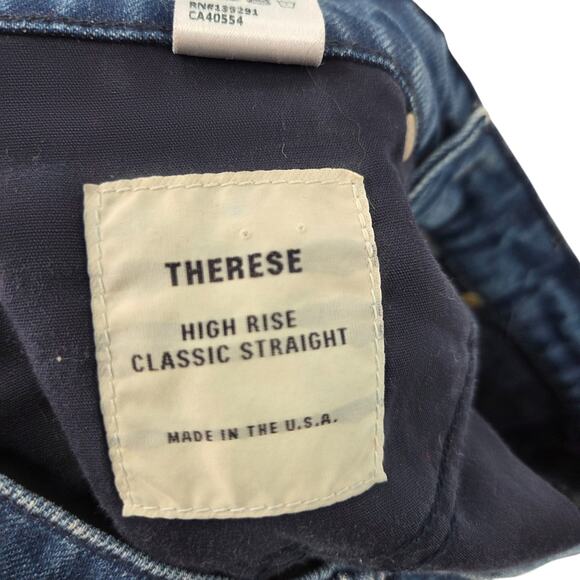 RN#139291
CA40554
THERESE
HIGH RISE
CLASSIC STRAIGHT
MADE IN THE U.S.A.